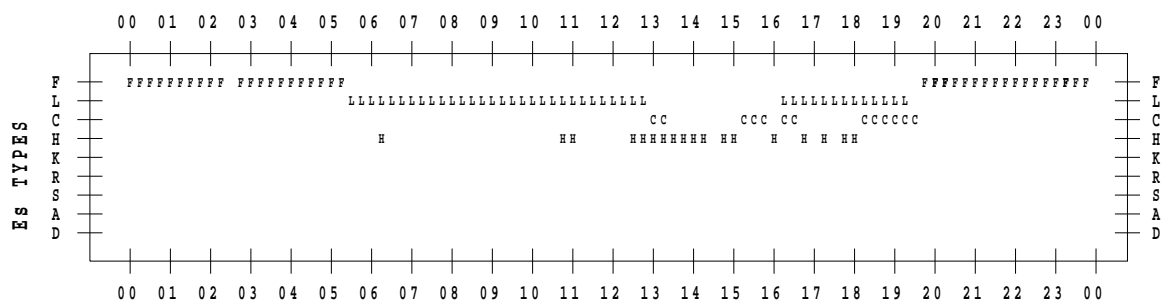 00 01 02 03 04 05 06 07 08 09 10 11 12 13 14 15 16 17 18 19 20 21 22 23 00
Es TYPES
F FFFFFFFFFF FFFFFFFFFFF FFFFFFFFFFFFFFFFF F
L LLLLLLLLLLLLLLLLLLLLLLLLLLLLLL LLLLLLLLLLLLL L
C CC CCC CC CCCCCC C
H H HH HHHHHHHH HH H H H HH H
K K
R R
S S
A A
D D
00 01 02 03 04 05 06 07 08 09 10 11 12 13 14 15 16 17 18 19 20 21 22 23 00